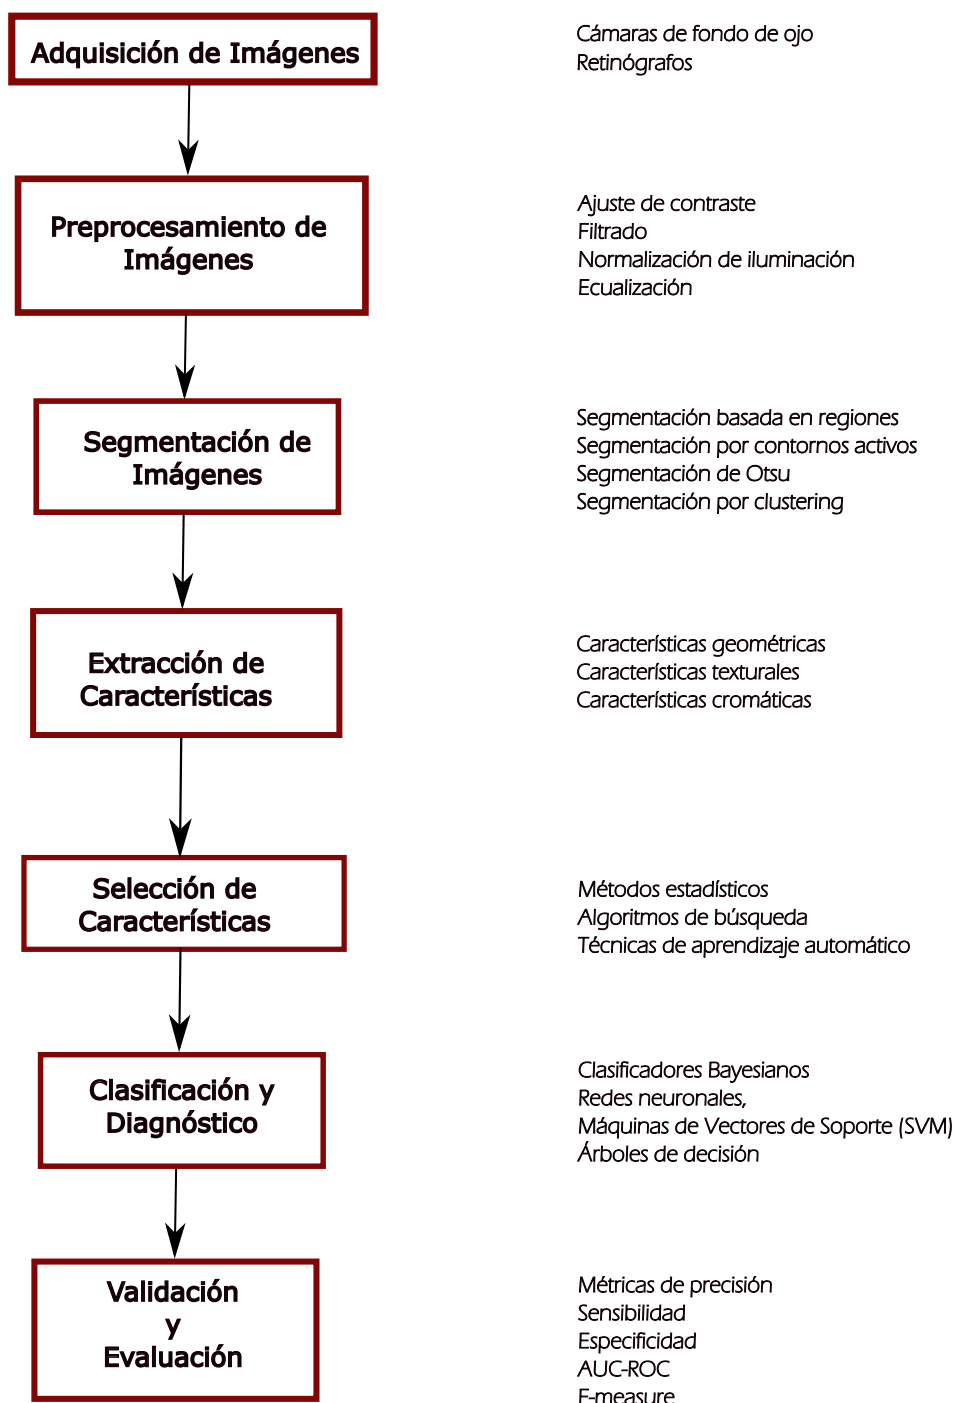 Adquisición de Imágenes
Cámaras de fondo de ojo
Retinógrafos
Preprocesamiento de
Imágenes
Ajuste de contraste
Filtrado
Normalización de iluminación
Ecualización
Segmentación de
Imágenes
Segmentación basada en regiones
Segmentación por contornos activos
Segmentación de Otsu
Segmentación por clustering
Extracción de
Características
Características geométricas
Características texturales
Características cromáticas
Selección de
Características
Métodos estadísticos
Algoritmos de búsqueda
Técnicas de aprendizaje automático
Clasificación y
Diagnóstico
Clasificadores Bayesianos
Redes neuronales,
Máquinas de Vectores de Soporte (SVM)
Árboles de decisión
Validación
y
Evaluación
Métricas de precisión
Sensibilidad
Especificidad
AUC-ROC
F-measure